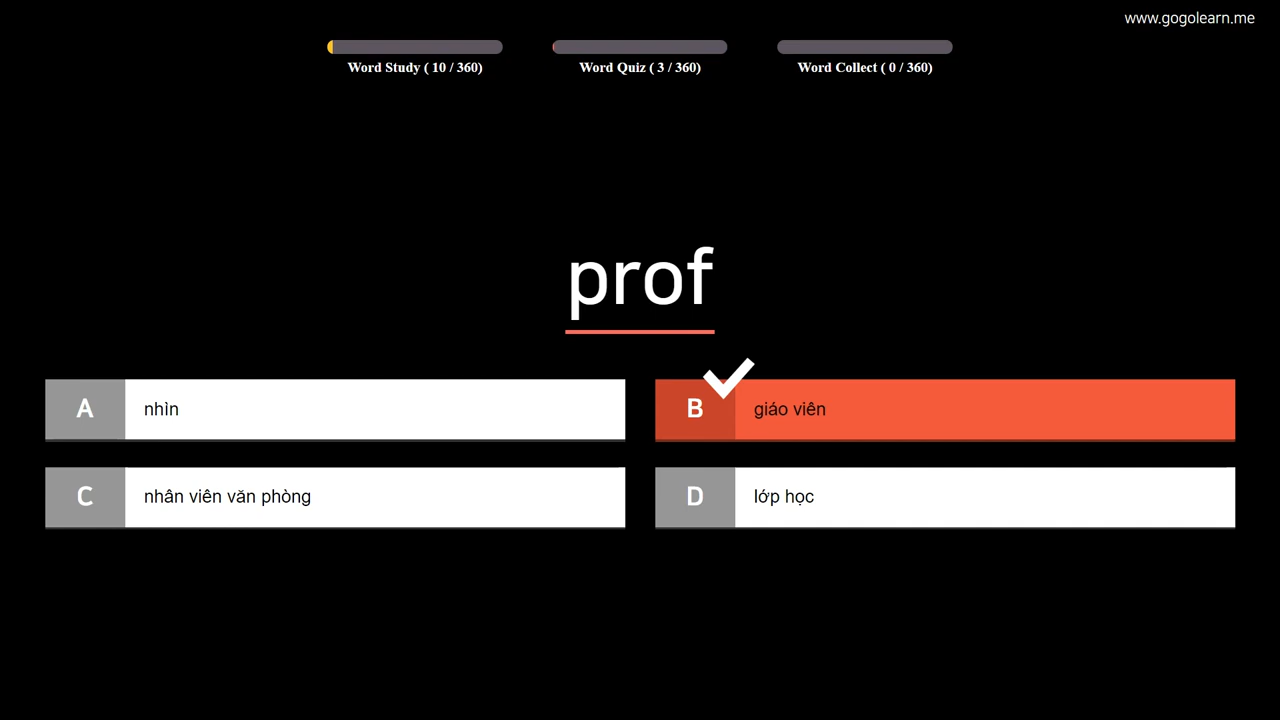 www.gogolearn.me
Word Study ( 10 / 360)
Word Quiz ( 3 / 360)
Word Collect ( 0 / 360)
prof
A nhìn
B giáo viên
C nhân viên văn phòng
D lớp học